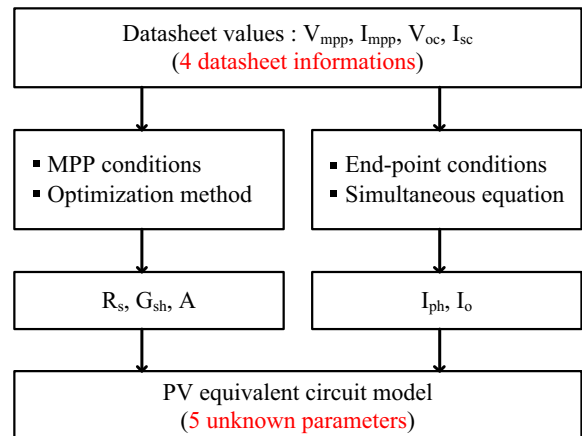 Datasheet values : Vmpp, Impp, Voc, Isc
(4 datasheet informations)
▪ MPP conditions
▪ Optimization method
▪ End-point conditions
▪ Simultaneous equation
Rs, Gsh, A
Iph, Io
PV equivalent circuit model
(5 unknown parameters)